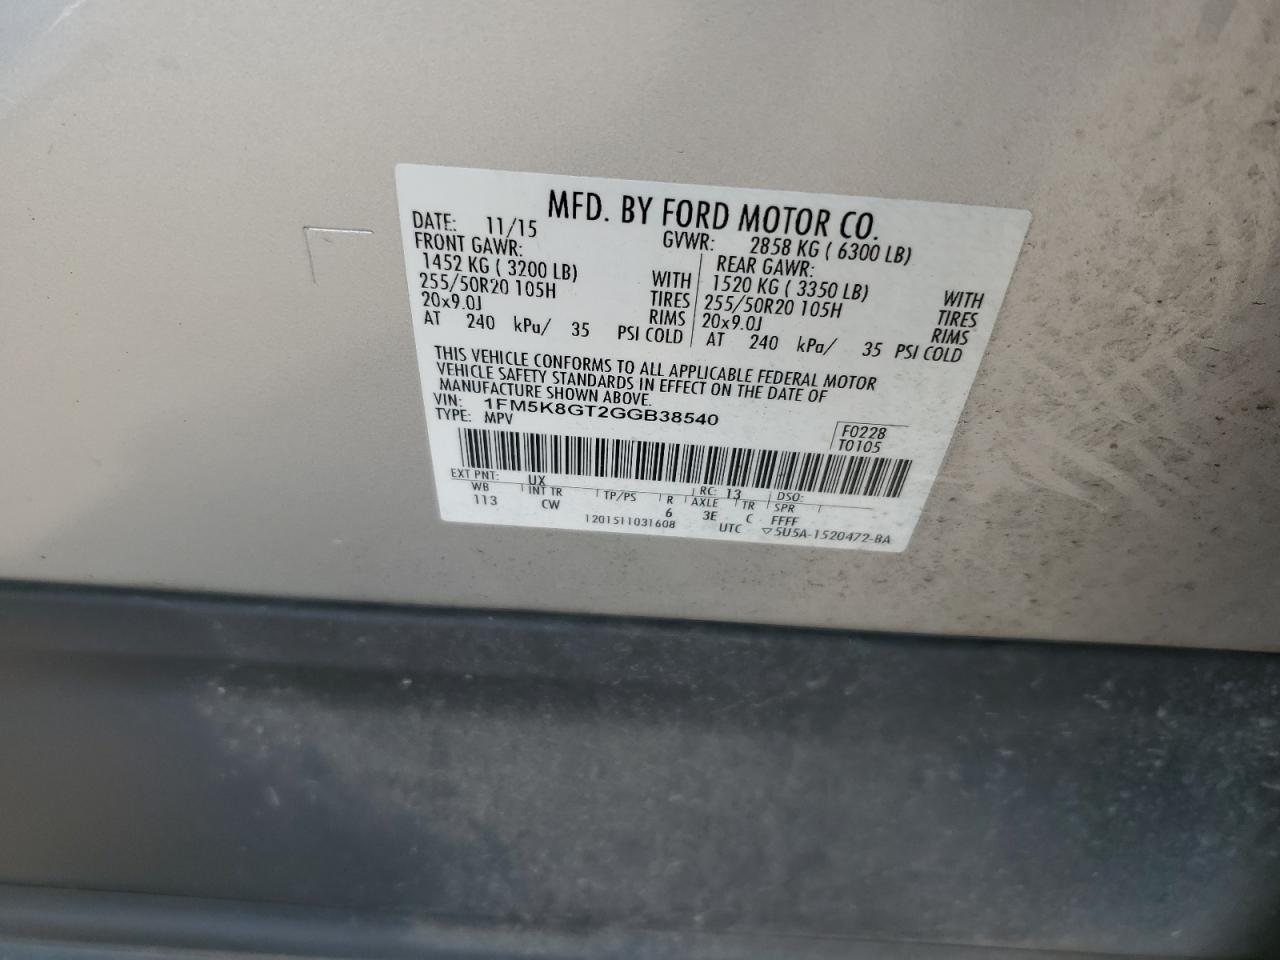 MFD. BY FORD MOTOR CO.
DATE: 11/15 GVWR: 2858 KG ( 6300 LB)
FRONT GAWR: REAR GAWR:
1452 KG ( 3200 LB) WITH 1520 KG ( 3350 LB) WITH
255/50R20 105H TIRES 255/50R20 105H TIRES
20x9.0J RIMS 20x9.0J RIMS
AT 240 kPa/ 35 PSI COLD AT 240 kPa/ 35 PSI COLD
THIS VEHICLE CONFORMS TO ALL APPLICABLE FEDERAL MOTOR
VEHICLE SAFETY STANDARDS IN EFFECT ON THE DATE OF
MANUFACTURE SHOWN ABOVE.
VIN: 1FM5K8GT2GGB38540
TYPE: MPV
F0228
T0105
EXT PNT: UX RC: 13 DSO:
WB INT TR TP/PS R AXLE TR SPR
113 CW 6 3E C FFFF
1201511031608 UTC ▽5U5A-1520472-BA